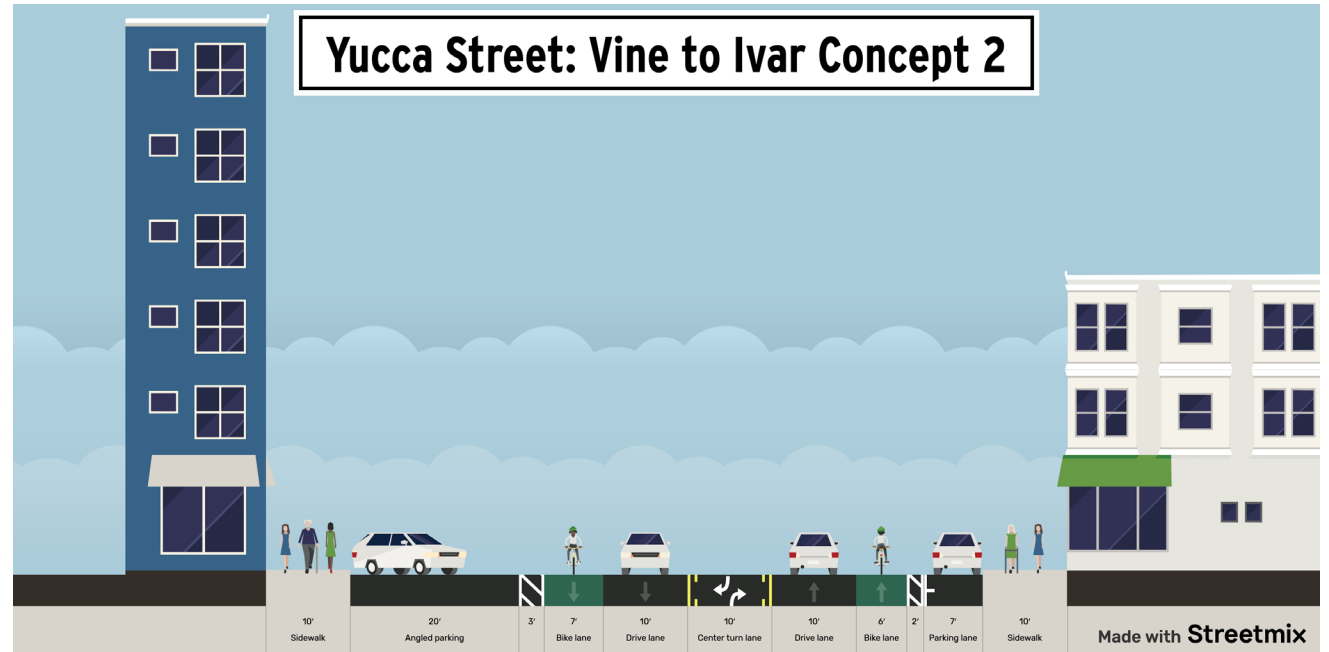 Yucca Street: Vine to Ivar Concept 2
10' 20' 3' 7' 10' 10' 10' 6' 2' 7' 10'
Sidewalk Angled parking Bike lane Drive lane Center turn lane Drive lane Bike lane Parking lane Sidewalk
Made with Streetmix